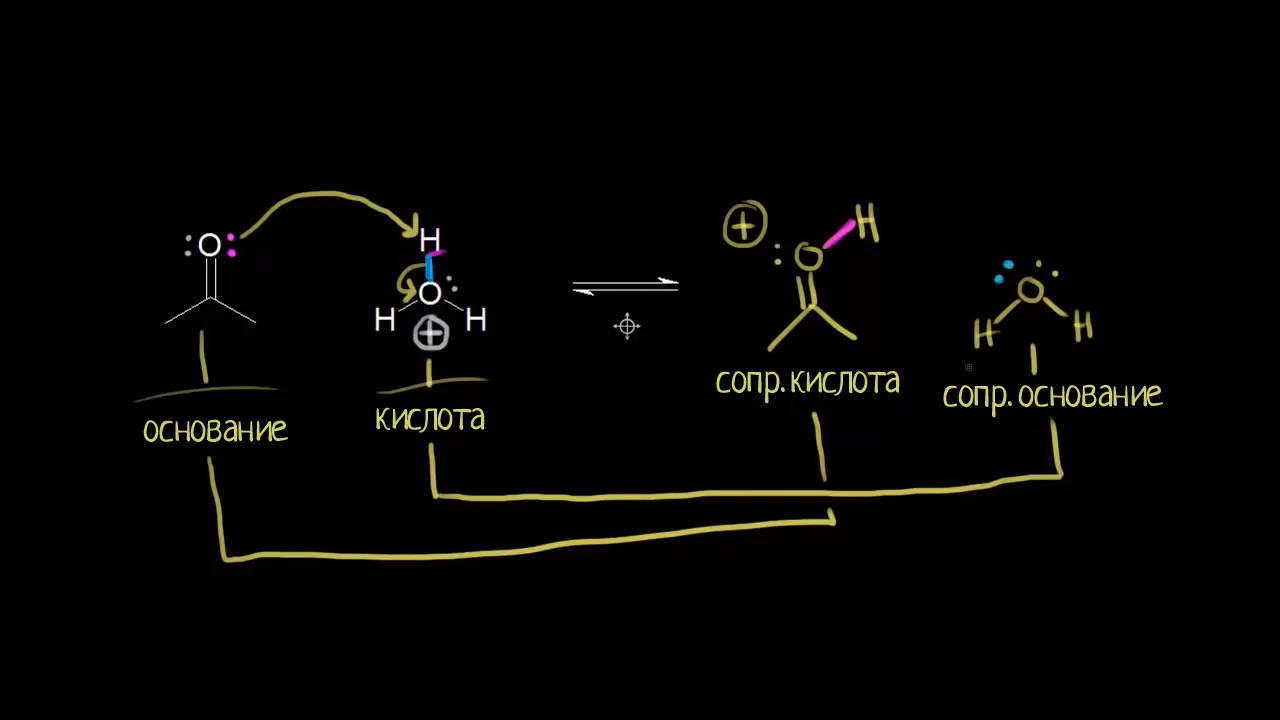 :O:
H
O:
H H
+
+
:O
H
:O:
H H
основание
кислота
сопр. кислота
сопр. основание